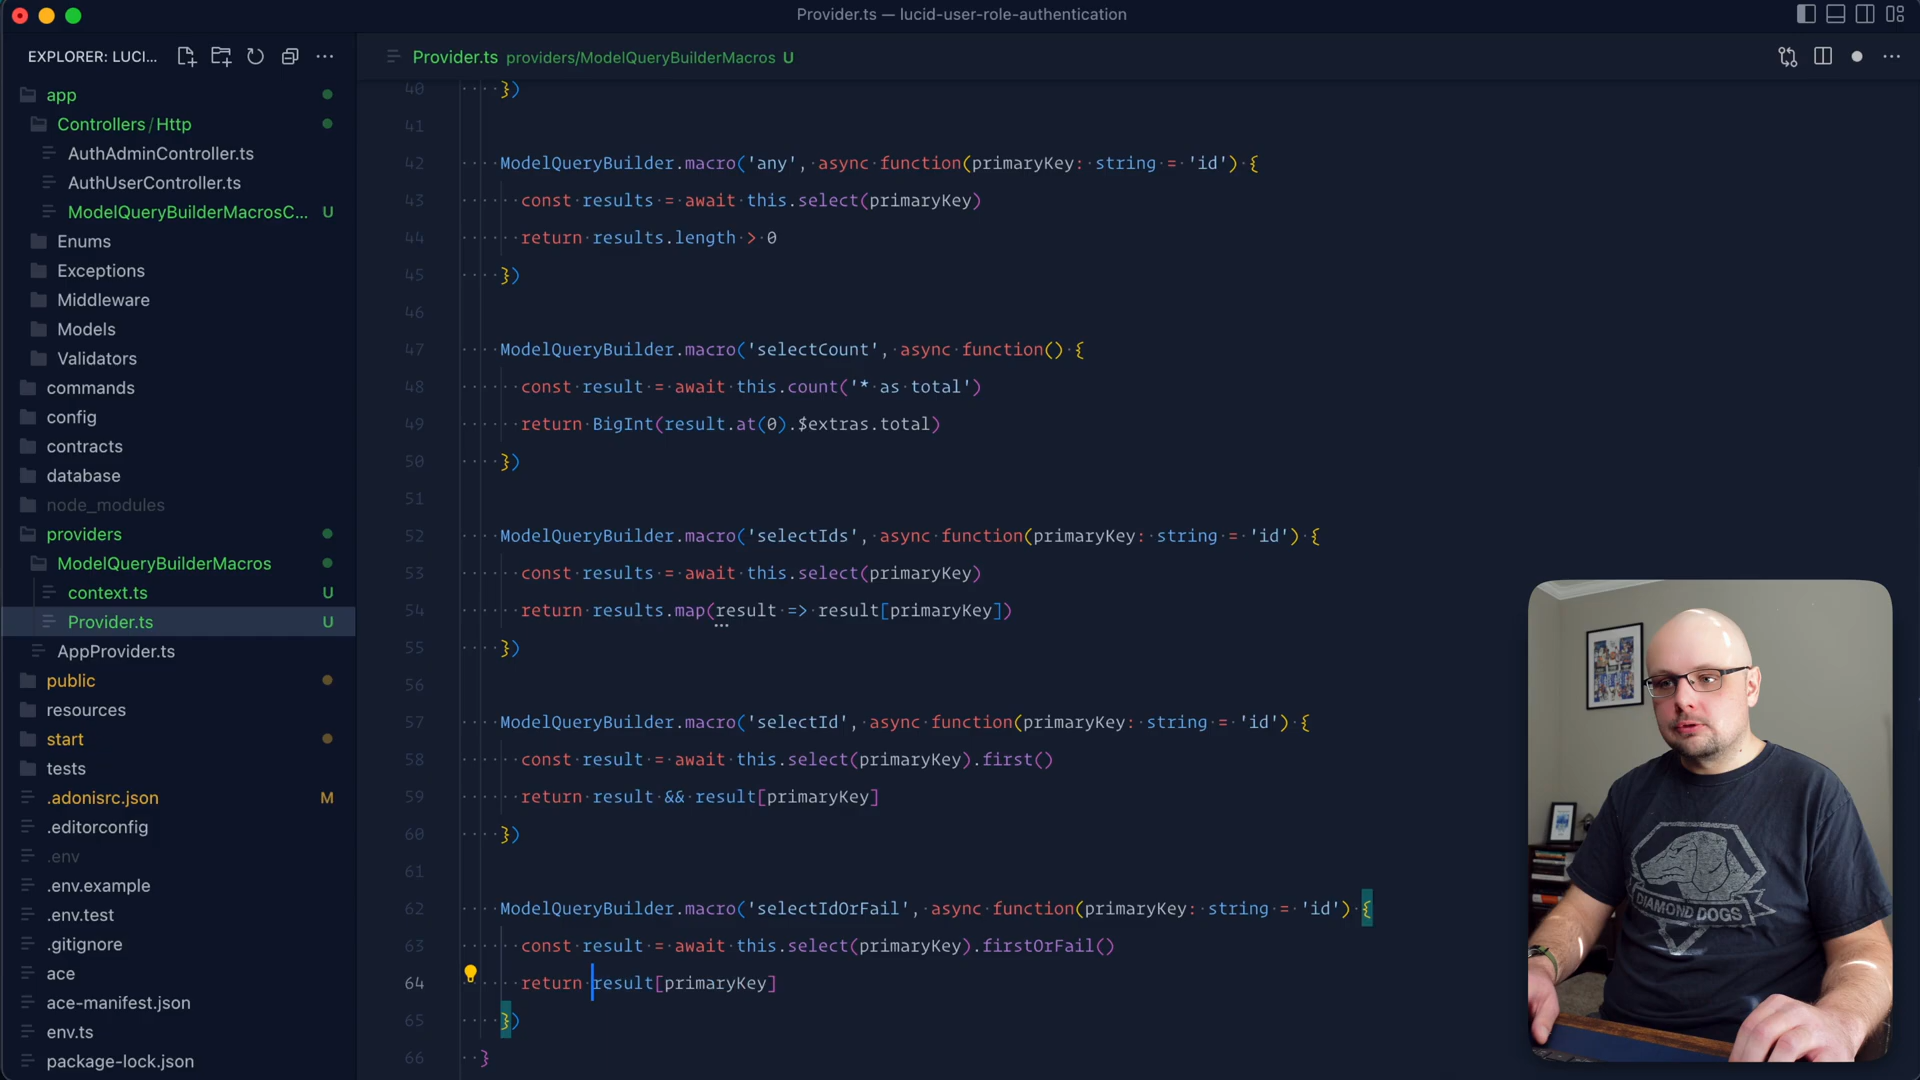 Provider.ts — lucid-user-role-authentication
EXPLORER: LUCI...
Provider.ts providers/ModelQueryBuilderMacros U
app
Controllers/Http
AuthAdminController.ts
AuthUserController.ts
ModelQueryBuilderMacrosC... U
Enums
Exceptions
Middleware
Models
Validators
commands
config
contracts
database
node_modules
providers
ModelQueryBuilderMacros
context.ts U
Provider.ts U
AppProvider.ts
public
resources
start
tests
.adonisrc.json M
.editorconfig
.env
.env.example
.env.test
.gitignore
ace
ace-manifest.json
env.ts
package-lock.json
40 })
41
42 ModelQueryBuilder.macro('any', async function(primaryKey: string = 'id') {
43 const results = await this.select(primaryKey)
44 return results.length > 0
45 })
46
47 ModelQueryBuilder.macro('selectCount', async function() {
48 const result = await this.count('* as total')
49 return BigInt(result.at(0).$extras.total)
50 })
51
52 ModelQueryBuilder.macro('selectIds', async function(primaryKey: string = 'id') {
53 const results = await this.select(primaryKey)
54 return results.map(result => result[primaryKey])
55 })
56
57 ModelQueryBuilder.macro('selectId', async function(primaryKey: string = 'id') {
58 const result = await this.select(primaryKey).first()
59 return result && result[primaryKey]
60 })
61
62 ModelQueryBuilder.macro('selectIdOrFail', async function(primaryKey: string = 'id') {
63 const result = await this.select(primaryKey).firstOrFail()
64 return result[primaryKey]
65 })
66 }
DIAMOND DOGS